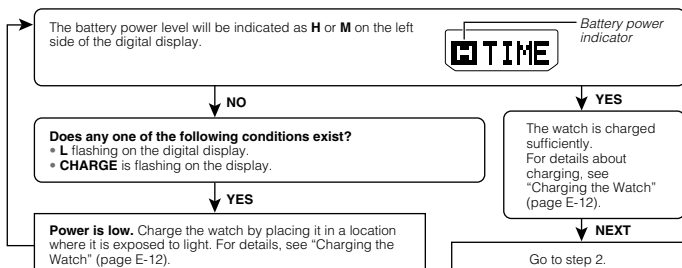 The battery power level will be indicated as H or M on the left
side of the digital display.
H TIME
Battery power
indicator
NO
YES
Does any one of the following conditions exist?
• L flashing on the digital display.
• CHARGE is flashing on the display.
The watch is charged
sufficiently.
For details about
charging, see
“Charging the Watch”
(page E-12).
YES
NEXT
Power is low. Charge the watch by placing it in a location
where it is exposed to light. For details, see “Charging the
Watch” (page E-12).
Go to step 2.